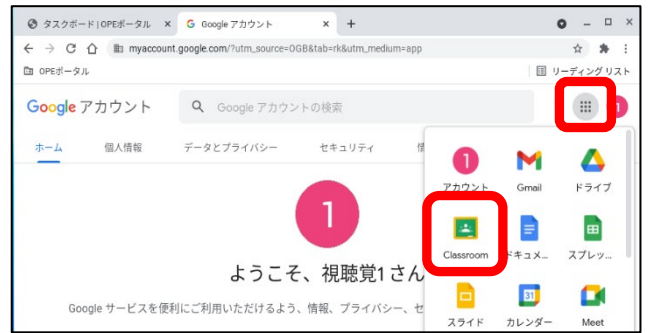 タスクボード | OPEポータル × G Google アカウント × +
myaccount.google.com/?utm_source=OGB&tab=rk&utm_medium=app
OPEポータル リーディング リスト
Google アカウント Google アカウントの検索 1
ホーム 個人情報 データとプライバシー セキュリティ
1
アカウント Gmail ドライブ
Classroom ドキュメ... スプレッ...
31
スライド カレンダー Meet
1
ようこそ、視聴覚1 さん
Google サービスを便利にご利用いただけるよう、情報、プライバシー、セ